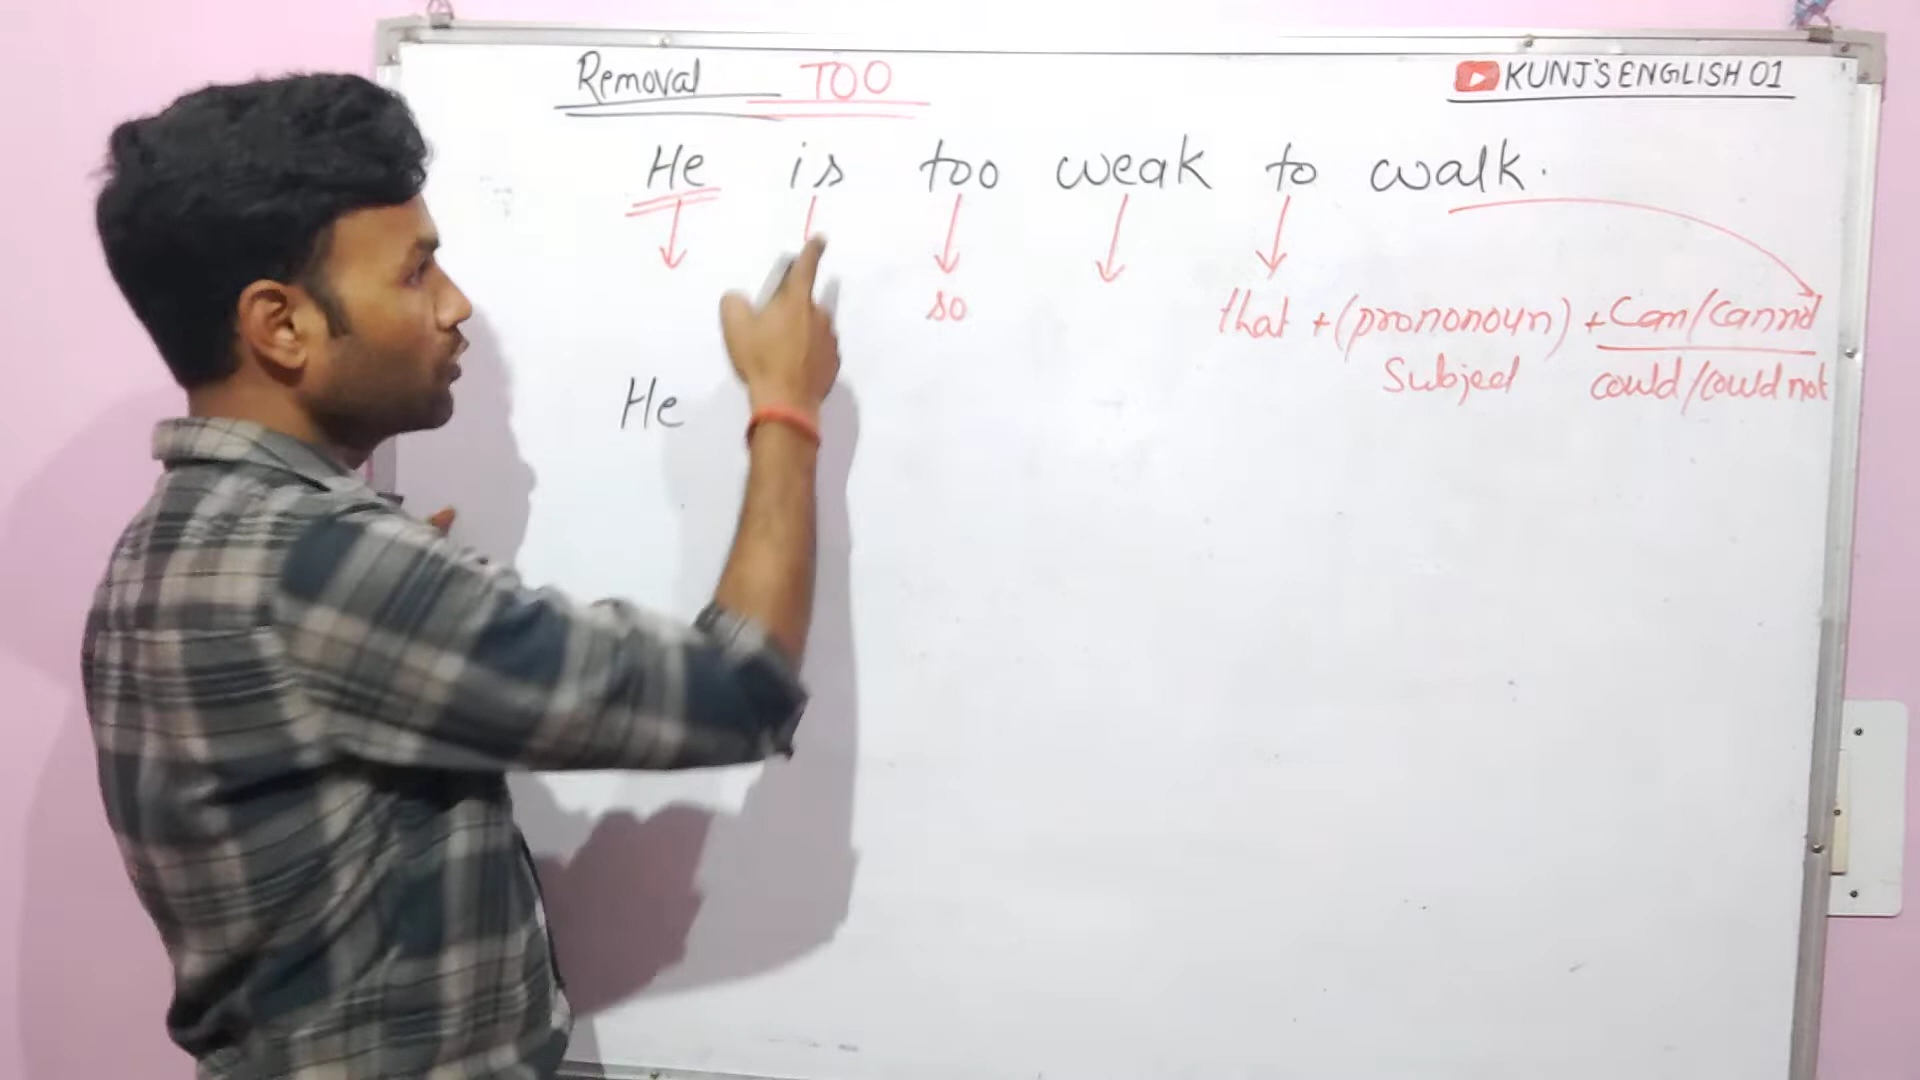 Removal TOO
KUNJ'S ENGLISH 01
He is too weak to walk.
so that + (prononoun) + Can/Cannot
Subject could/could not
He